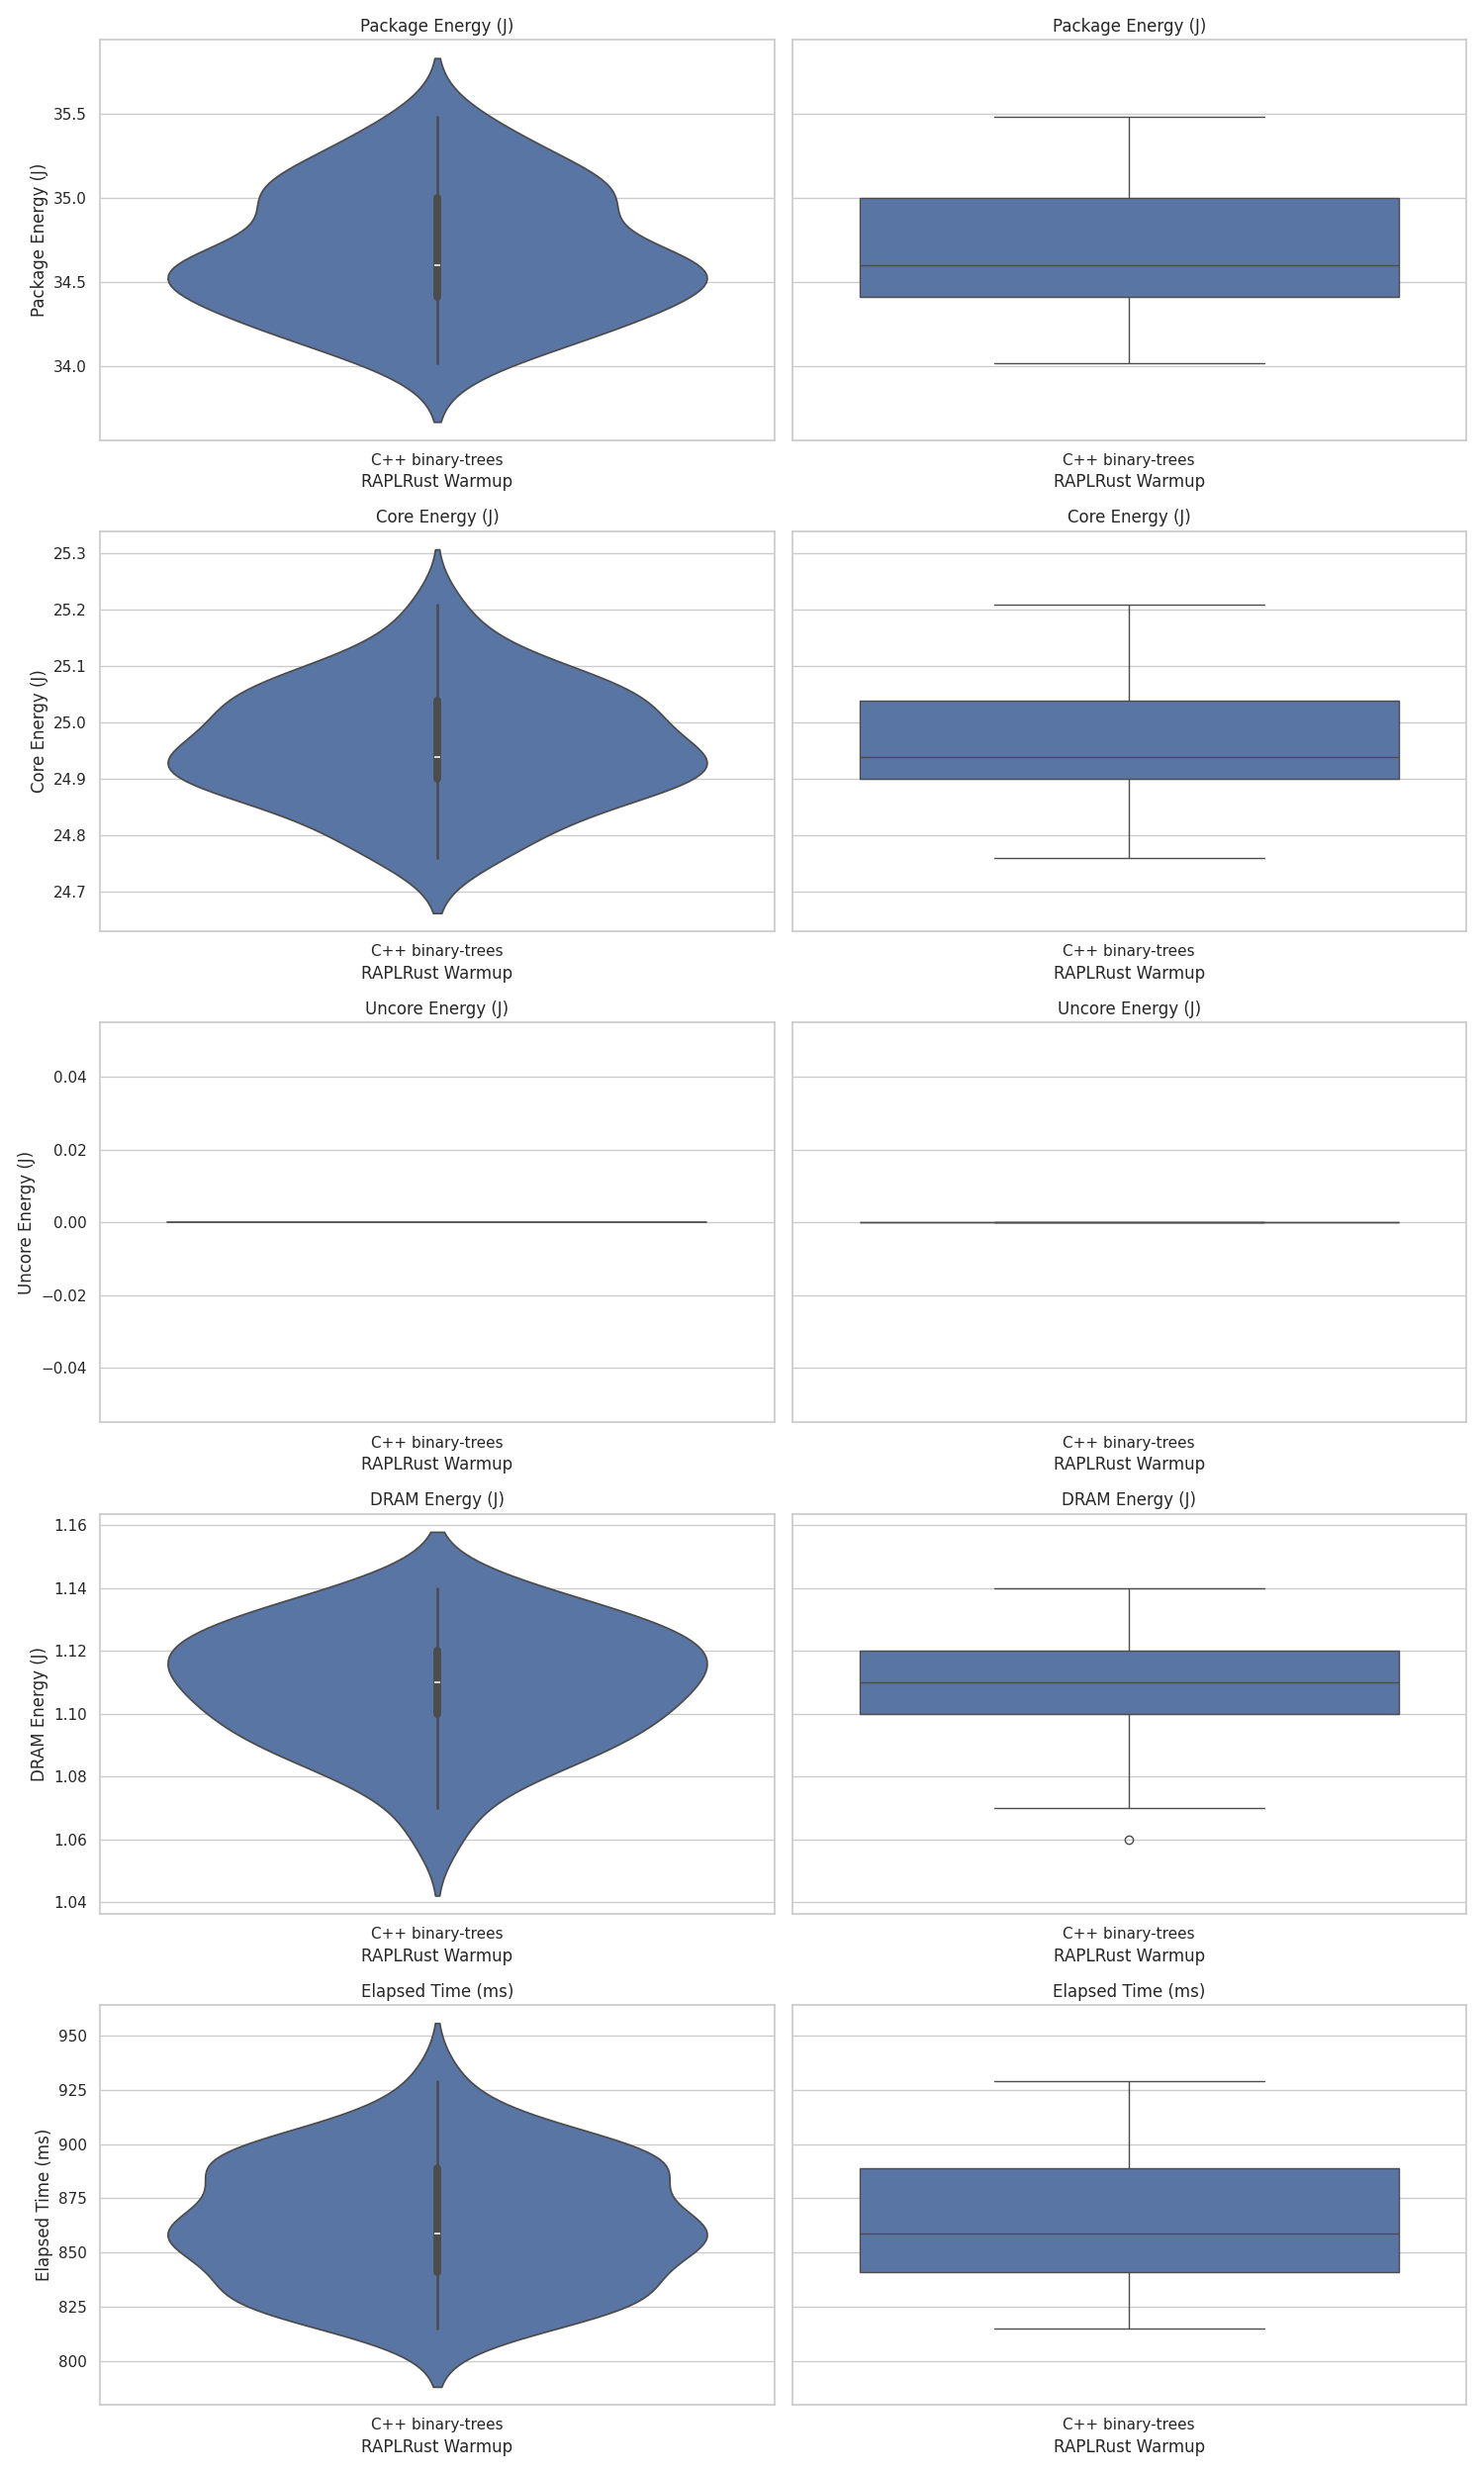 Package Energy (J)
Package Energy (J)
Package Energy (J)
35.5
35.0
34.5
34.0
C++ binary-trees
RAPLRust Warmup
C++ binary-trees
RAPLRust Warmup
Core Energy (J)
Core Energy (J)
Core Energy (J)
25.3
25.2
25.1
25.0
24.9
24.8
24.7
C++ binary-trees
RAPLRust Warmup
C++ binary-trees
RAPLRust Warmup
Uncore Energy (J)
Uncore Energy (J)
Uncore Energy (J)
0.04
0.02
0.00
−0.02
−0.04
C++ binary-trees
RAPLRust Warmup
C++ binary-trees
RAPLRust Warmup
DRAM Energy (J)
DRAM Energy (J)
DRAM Energy (J)
1.16
1.14
1.12
1.10
1.08
1.06
1.04
C++ binary-trees
RAPLRust Warmup
C++ binary-trees
RAPLRust Warmup
Elapsed Time (ms)
Elapsed Time (ms)
Elapsed Time (ms)
950
925
900
875
850
825
800
C++ binary-trees
RAPLRust Warmup
C++ binary-trees
RAPLRust Warmup